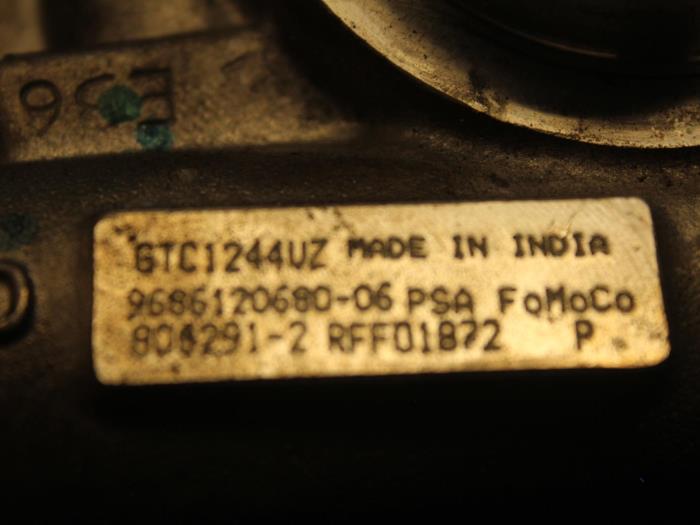 GTC1244VZ MADE IN INDIA
9686120680-06 PSA FoMoCo
806291-2 RFF01872 P